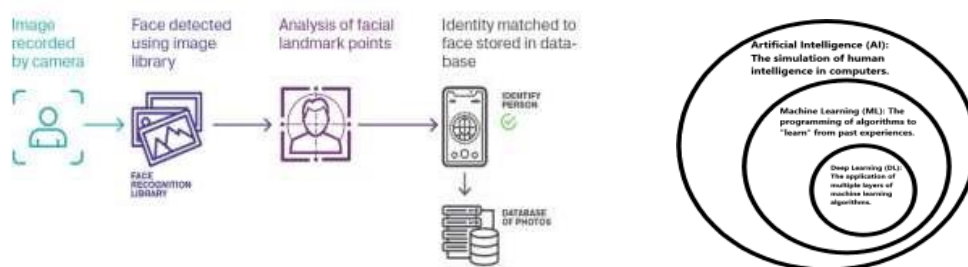 Image
recorded
by camera
Face detected
using image
library
Analysis of facial
landmark points
Identity matched to
face stored in data-
base
FACE
RECOGNITION
LIBRARY
IDENTIFY
PERSON
DATABASE
OF PHOTOS
Artificial Intelligence (AI):
The simulation of human
intelligence in computers.
Machine Learning (ML): The
programming of algorithms to
"learn" from past experiences.
Deep Learning (DL):
The application of
multiple layers of
machine learning
algorithms.